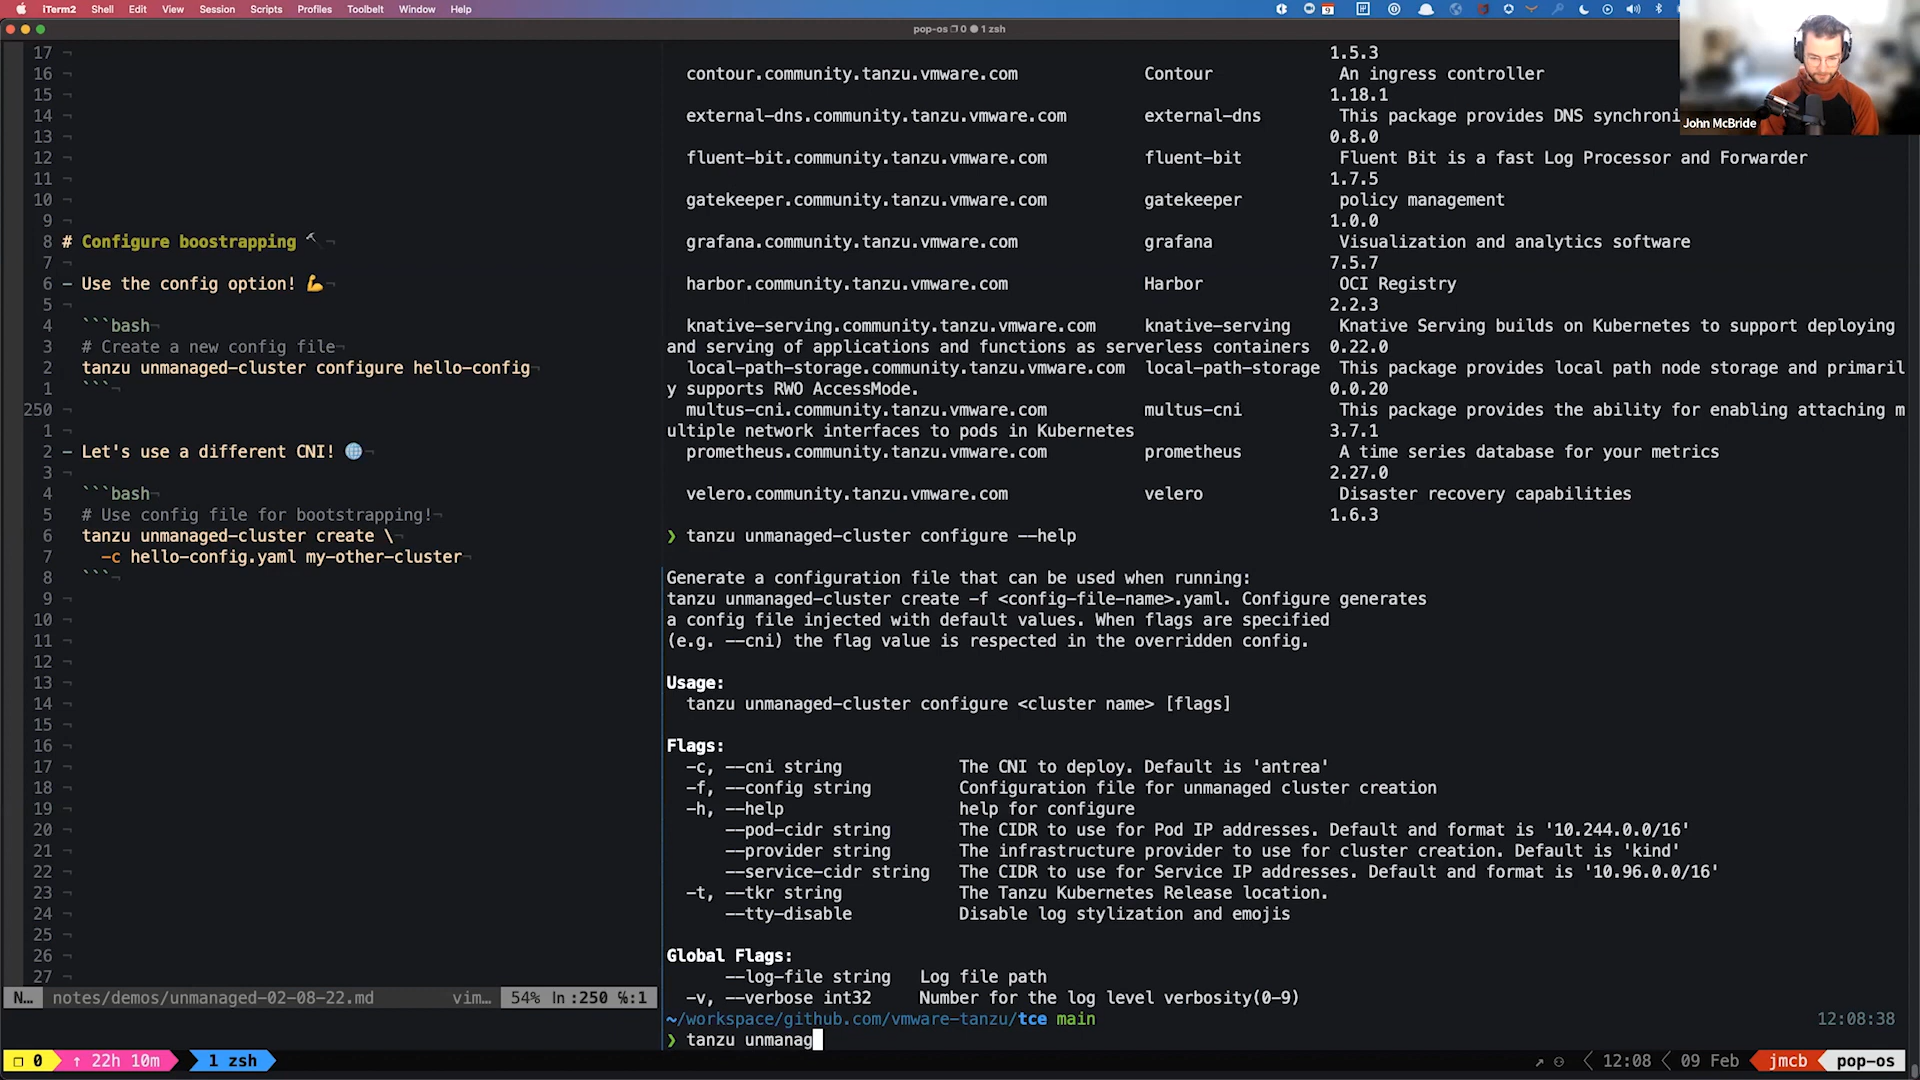 iTerm2 Shell Edit View Session Scripts Profiles Toolbelt Window Help
9
pop-os 0 1 zsh
John McBride
17
16
15
14
13
12
11
10
9
8 # Configure boostrapping
7
6 - Use the config option! 💪
5
4 ```bash
3 # Create a new config file
2 tanzu unmanaged-cluster configure hello-config
1 ```
250
1
2 - Let's use a different CNI! 🌐
3
4 ```bash
5 # Use config file for bootstrapping!
6 tanzu unmanaged-cluster create \
7 -c hello-config.yaml my-other-cluster
8 ```
9
10
11
12
13
14
15
16
17
18
19
20
21
22
23
24
25
26
27
N... notes/demos/unmanaged-02-08-22.md vim… 54% ln:250 ℅:1
1.5.3
contour.community.tanzu.vmware.com Contour An ingress controller
1.18.1
external-dns.community.tanzu.vmware.com external-dns This package provides DNS synchroni
0.8.0
fluent-bit.community.tanzu.vmware.com fluent-bit Fluent Bit is a fast Log Processor and Forwarder
1.7.5
gatekeeper.community.tanzu.vmware.com gatekeeper policy management
1.0.0
grafana.community.tanzu.vmware.com grafana Visualization and analytics software
7.5.7
harbor.community.tanzu.vmware.com Harbor OCI Registry
2.2.3
knative-serving.community.tanzu.vmware.com knative-serving Knative Serving builds on Kubernetes to support deploying
and serving of applications and functions as serverless containers 0.22.0
local-path-storage.community.tanzu.vmware.com local-path-storage This package provides local path node storage and primaril
y supports RWO AccessMode. 0.0.20
multus-cni.community.tanzu.vmware.com multus-cni This package provides the ability for enabling attaching m
ultiple network interfaces to pods in Kubernetes 3.7.1
prometheus.community.tanzu.vmware.com prometheus A time series database for your metrics
2.27.0
velero.community.tanzu.vmware.com velero Disaster recovery capabilities
1.6.3
❯ tanzu unmanaged-cluster configure --help
Generate a configuration file that can be used when running:
tanzu unmanaged-cluster create -f <config-file-name>.yaml. Configure generates
a config file injected with default values. When flags are specified
(e.g. --cni) the flag value is respected in the overridden config.
Usage:
tanzu unmanaged-cluster configure <cluster name> [flags]
Flags:
-c, --cni string The CNI to deploy. Default is 'antrea'
-f, --config string Configuration file for unmanaged cluster creation
-h, --help help for configure
--pod-cidr string The CIDR to use for Pod IP addresses. Default and format is '10.244.0.0/16'
--provider string The infrastructure provider to use for cluster creation. Default is 'kind'
--service-cidr string The CIDR to use for Service IP addresses. Default and format is '10.96.0.0/16'
-t, --tkr string The Tanzu Kubernetes Release location.
--tty-disable Disable log stylization and emojis
Global Flags:
--log-file string Log file path
-v, --verbose int32 Number for the log level verbosity(0-9)
~/workspace/github.com/vmware-tanzu/tce main 12:08:38
❯ tanzu unmanag
0 ↑ 22h 10m 1 zsh 12:08 09 Feb jmcb pop-os